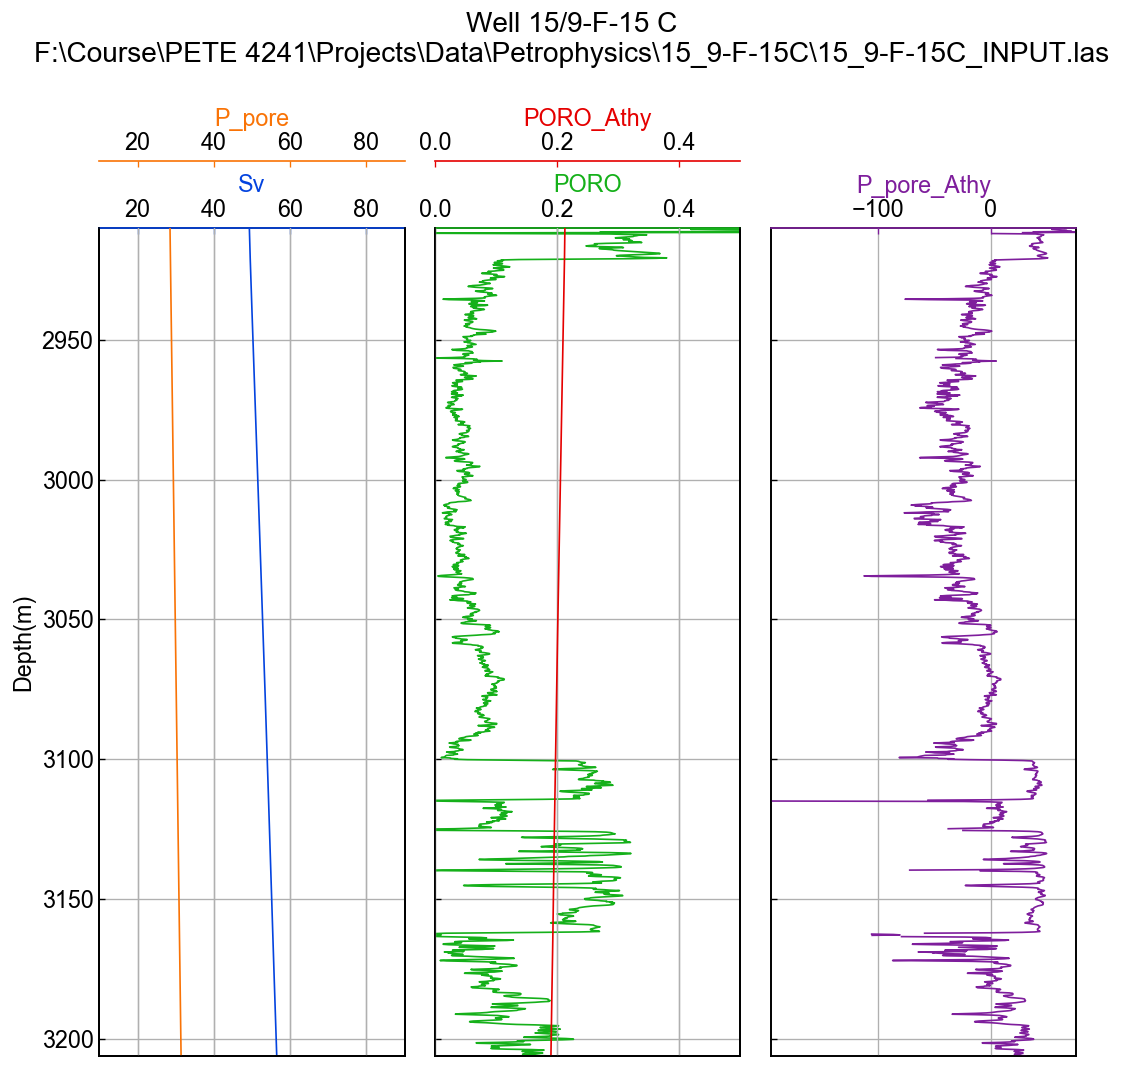 Well 15/9-F-15 C
F:\Course\PETE 4241\Projects\Data\Petrophysics\15_9-F-15C\15_9-F-15C_INPUT.las
P_pore
20 40 60 80
Sv
20 40 60 80
PORO_Athy
0.0 0.2 0.4
PORO
0.0 0.2 0.4
P_pore_Athy
−100 0
Depth(m)
2950
3000
3050
3100
3150
3200